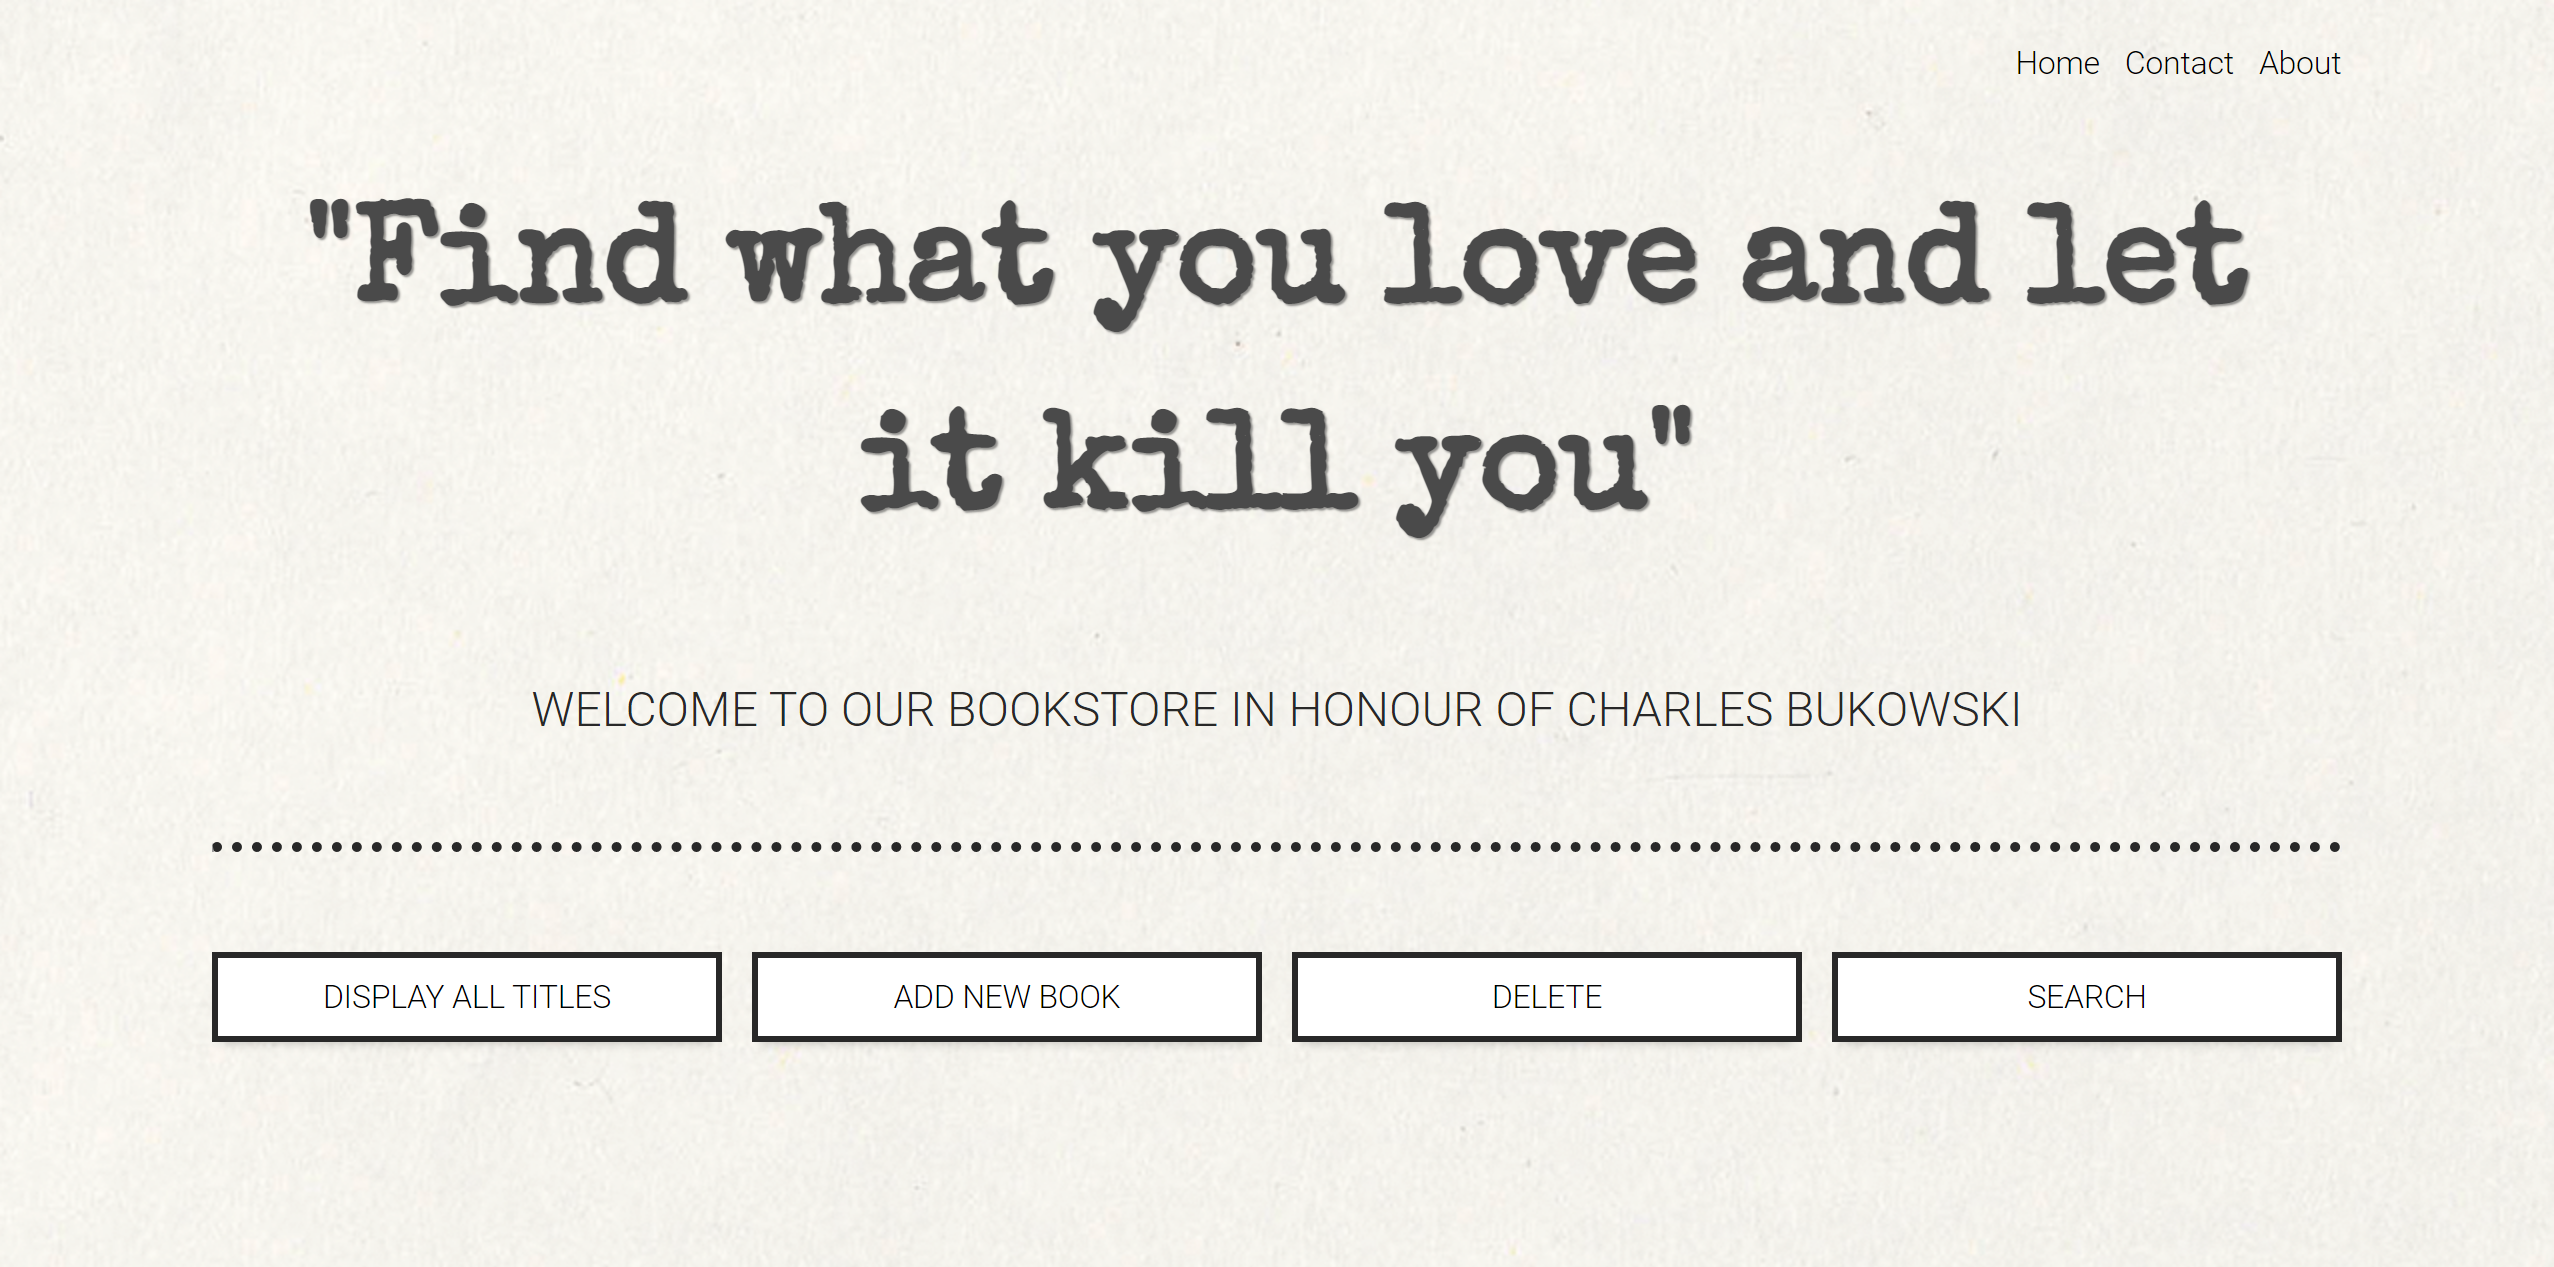 Home Contact About
"Find what you love and let
it kill you"
WELCOME TO OUR BOOKSTORE IN HONOUR OF CHARLES BUKOWSKI
DISPLAY ALL TITLES
ADD NEW BOOK
DELETE
SEARCH